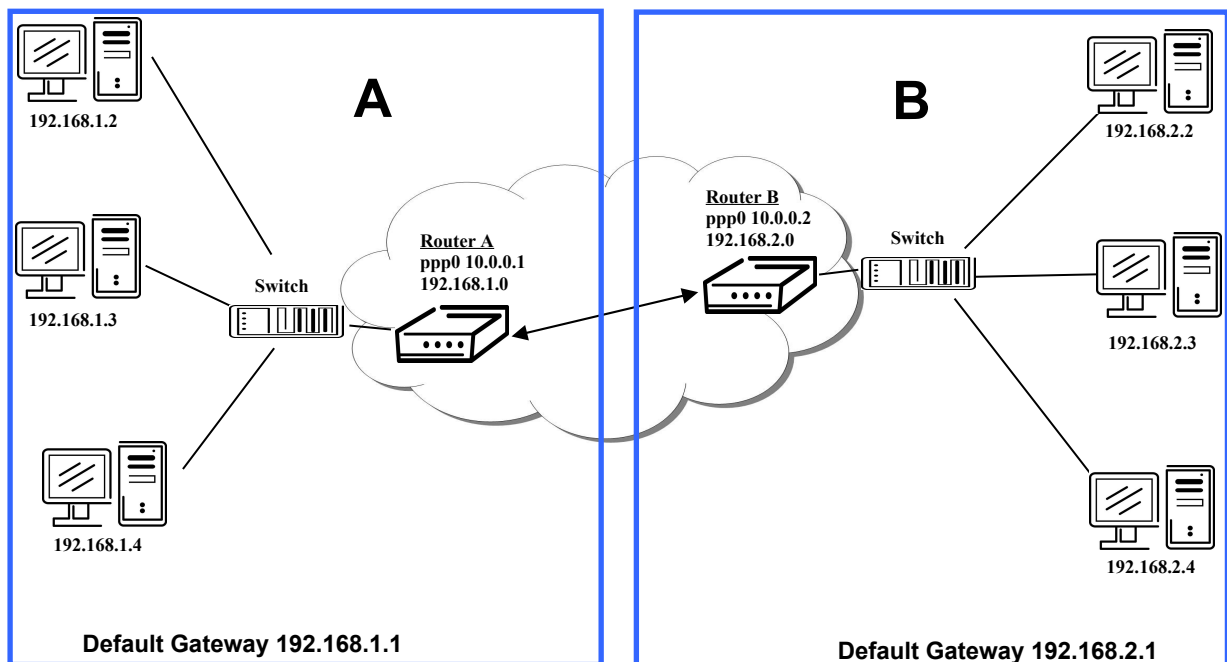 A
192.168.1.2
192.168.1.3
192.168.1.4
Switch
Router A
ppp0 10.0.0.1
192.168.1.0
Default Gateway 192.168.1.1
B
Router B
ppp0 10.0.0.2
192.168.2.0
Switch
192.168.2.2
192.168.2.3
192.168.2.4
Default Gateway 192.168.2.1